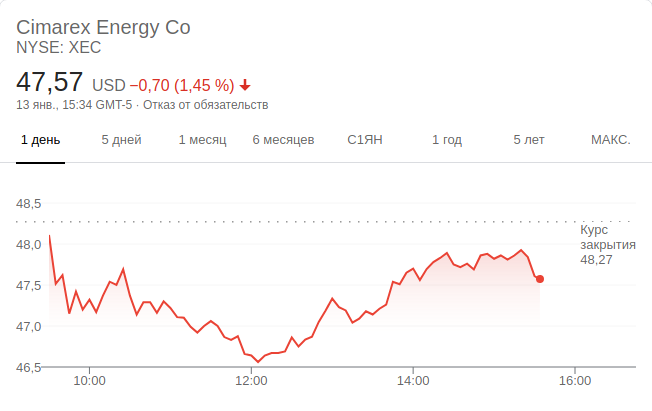 Cimarex Energy Co
NYSE: XEC
47,57 USD −0,70 (1,45 %)
13 янв., 15:34 GMT-5 · Отказ от обязательств
1 день 5 дней 1 месяц 6 месяцев С1ЯН 1 год 5 лет МАКС.
48,5
Курс
закрытия
48,27
48,0
47,5
47,0
46,5
10:00 12:00 14:00 16:00